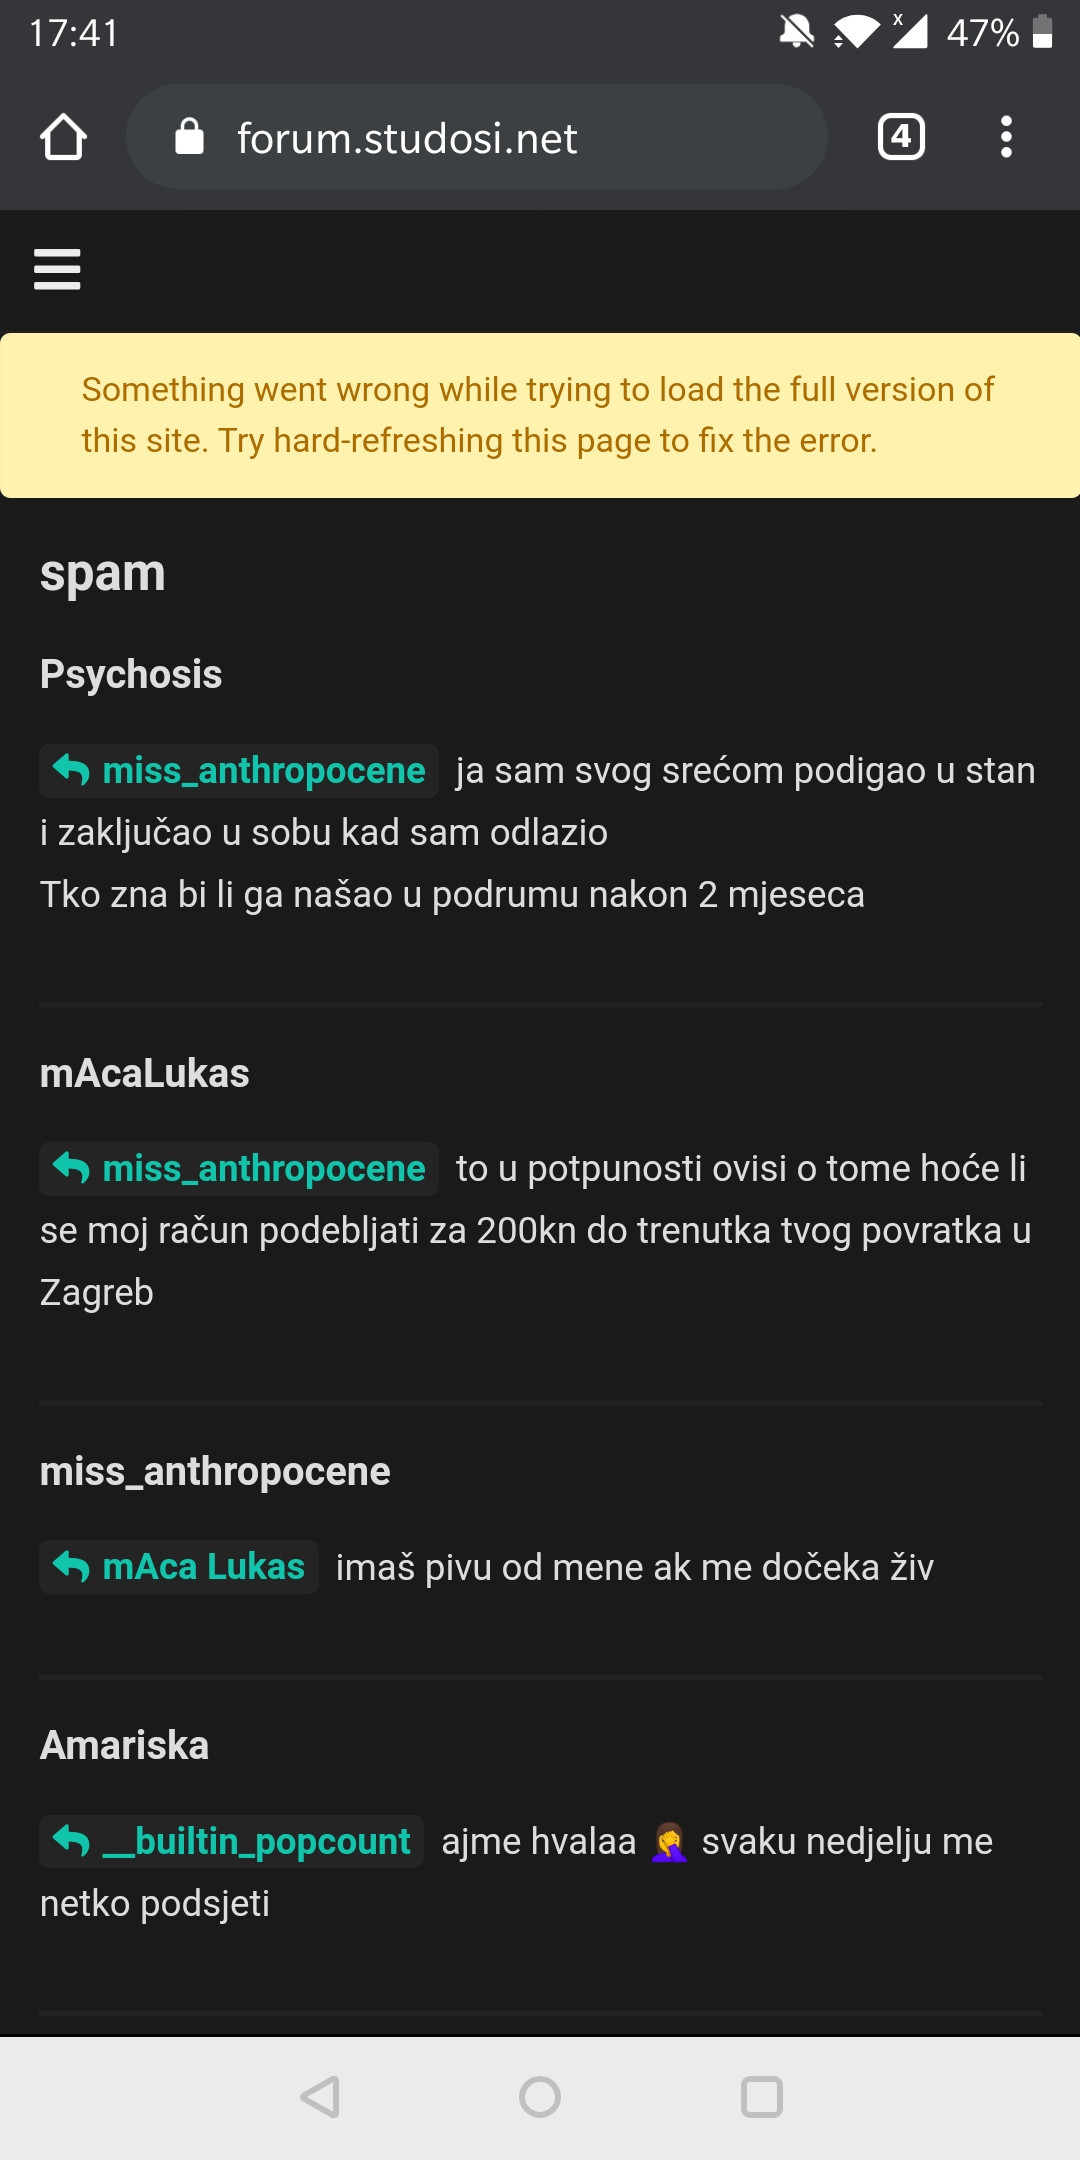 17:41
x
47%
forum.studosi.net
4
Something went wrong while trying to load the full version of
this site. Try hard-refreshing this page to fix the error.
spam
Psychosis
miss_anthropocene ja sam svog srećom podigao u stan
i zaključao u sobu kad sam odlazio
Tko zna bi li ga našao u podrumu nakon 2 mjeseca
mAcaLukas
miss_anthropocene to u potpunosti ovisi o tome hoće li
se moj račun podebljati za 200kn do trenutka tvog povratka u
Zagreb
miss_anthropocene
mAca Lukas imaš pivu od mene ak me dočeka živ
Amariska
__builtin_popcount ajme hvalaa 🤦‍♀️ svaku nedjelju me
netko podsjeti